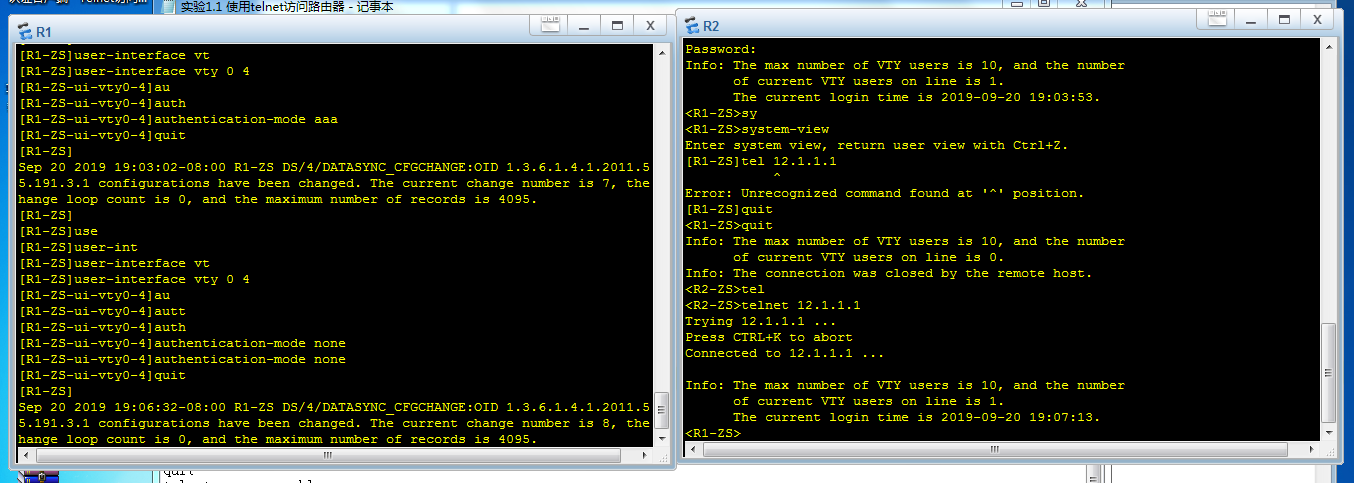 实验1.1 使用telnet访问路由器 - 记事本
R1
[R1-ZS]user-interface vt
[R1-ZS]user-interface vty 0 4
[R1-ZS-ui-vty0-4]au
[R1-ZS-ui-vty0-4]auth
[R1-ZS-ui-vty0-4]authentication-mode aaa
[R1-ZS-ui-vty0-4]quit
[R1-ZS]
Sep 20 2019 19:03:02-08:00 R1-ZS DS/4/DATASYNC_CFGCHANGE:OID 1.3.6.1.4.1.2011.5
5.191.3.1 configurations have been changed. The current change number is 7, the
hange loop count is 0, and the maximum number of records is 4095.
[R1-ZS]
[R1-ZS]use
[R1-ZS]user-int
[R1-ZS]user-interface vt
[R1-ZS]user-interface vty 0 4
[R1-ZS-ui-vty0-4]au
[R1-ZS-ui-vty0-4]autt
[R1-ZS-ui-vty0-4]auth
[R1-ZS-ui-vty0-4]authentication-mode none
[R1-ZS-ui-vty0-4]authentication-mode none
[R1-ZS-ui-vty0-4]quit
[R1-ZS]
Sep 20 2019 19:06:32-08:00 R1-ZS DS/4/DATASYNC_CFGCHANGE:OID 1.3.6.1.4.1.2011.5
5.191.3.1 configurations have been changed. The current change number is 8, the
hange loop count is 0, and the maximum number of records is 4095.
R2
Password:
Info: The max number of VTY users is 10, and the number
of current VTY users on line is 1.
The current login time is 2019-09-20 19:03:53.
<R1-ZS>sy
<R1-ZS>system-view
Enter system view, return user view with Ctrl+Z.
[R1-ZS]tel 12.1.1.1
^
Error: Unrecognized command found at '^' position.
[R1-ZS]quit
<R1-ZS>quit
Info: The max number of VTY users is 10, and the number
of current VTY users on line is 0.
Info: The connection was closed by the remote host.
<R2-ZS>tel
<R2-ZS>telnet 12.1.1.1
Trying 12.1.1.1 ...
Press CTRL+K to abort
Connected to 12.1.1.1 ...
Info: The max number of VTY users is 10, and the number
of current VTY users on line is 1.
The current login time is 2019-09-20 19:07:13.
<R1-ZS>
quit